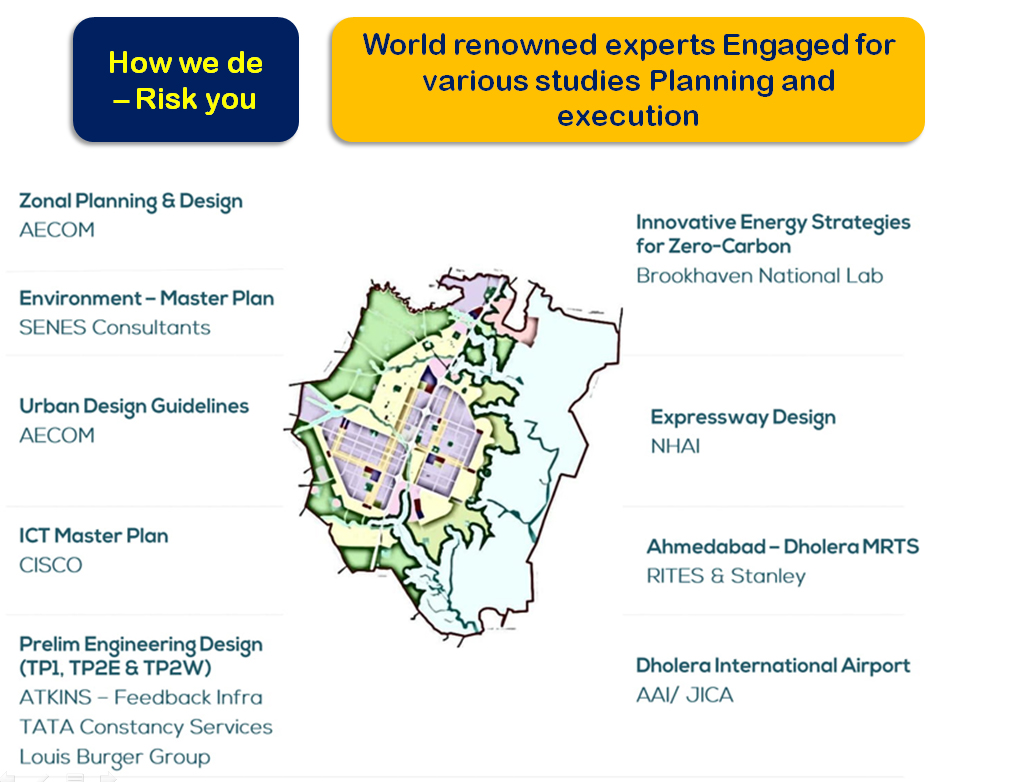 How we de
– Risk you
World renowned experts Engaged for
various studies Planning and
execution
Zonal Planning & Design
AECOM
Environment – Master Plan
SENES Consultants
Urban Design Guidelines
AECOM
ICT Master Plan
CISCO
Prelim Engineering Design
(TP1, TP2E & TP2W)
ATKINS – Feedback Infra
TATA Constancy Services
Louis Burger Group
Innovative Energy Strategies
for Zero-Carbon
Brookhaven National Lab
Expressway Design
NHAI
Ahmedabad – Dholera MRTS
RITES & Stanley
Dholera International Airport
AAI/ JICA